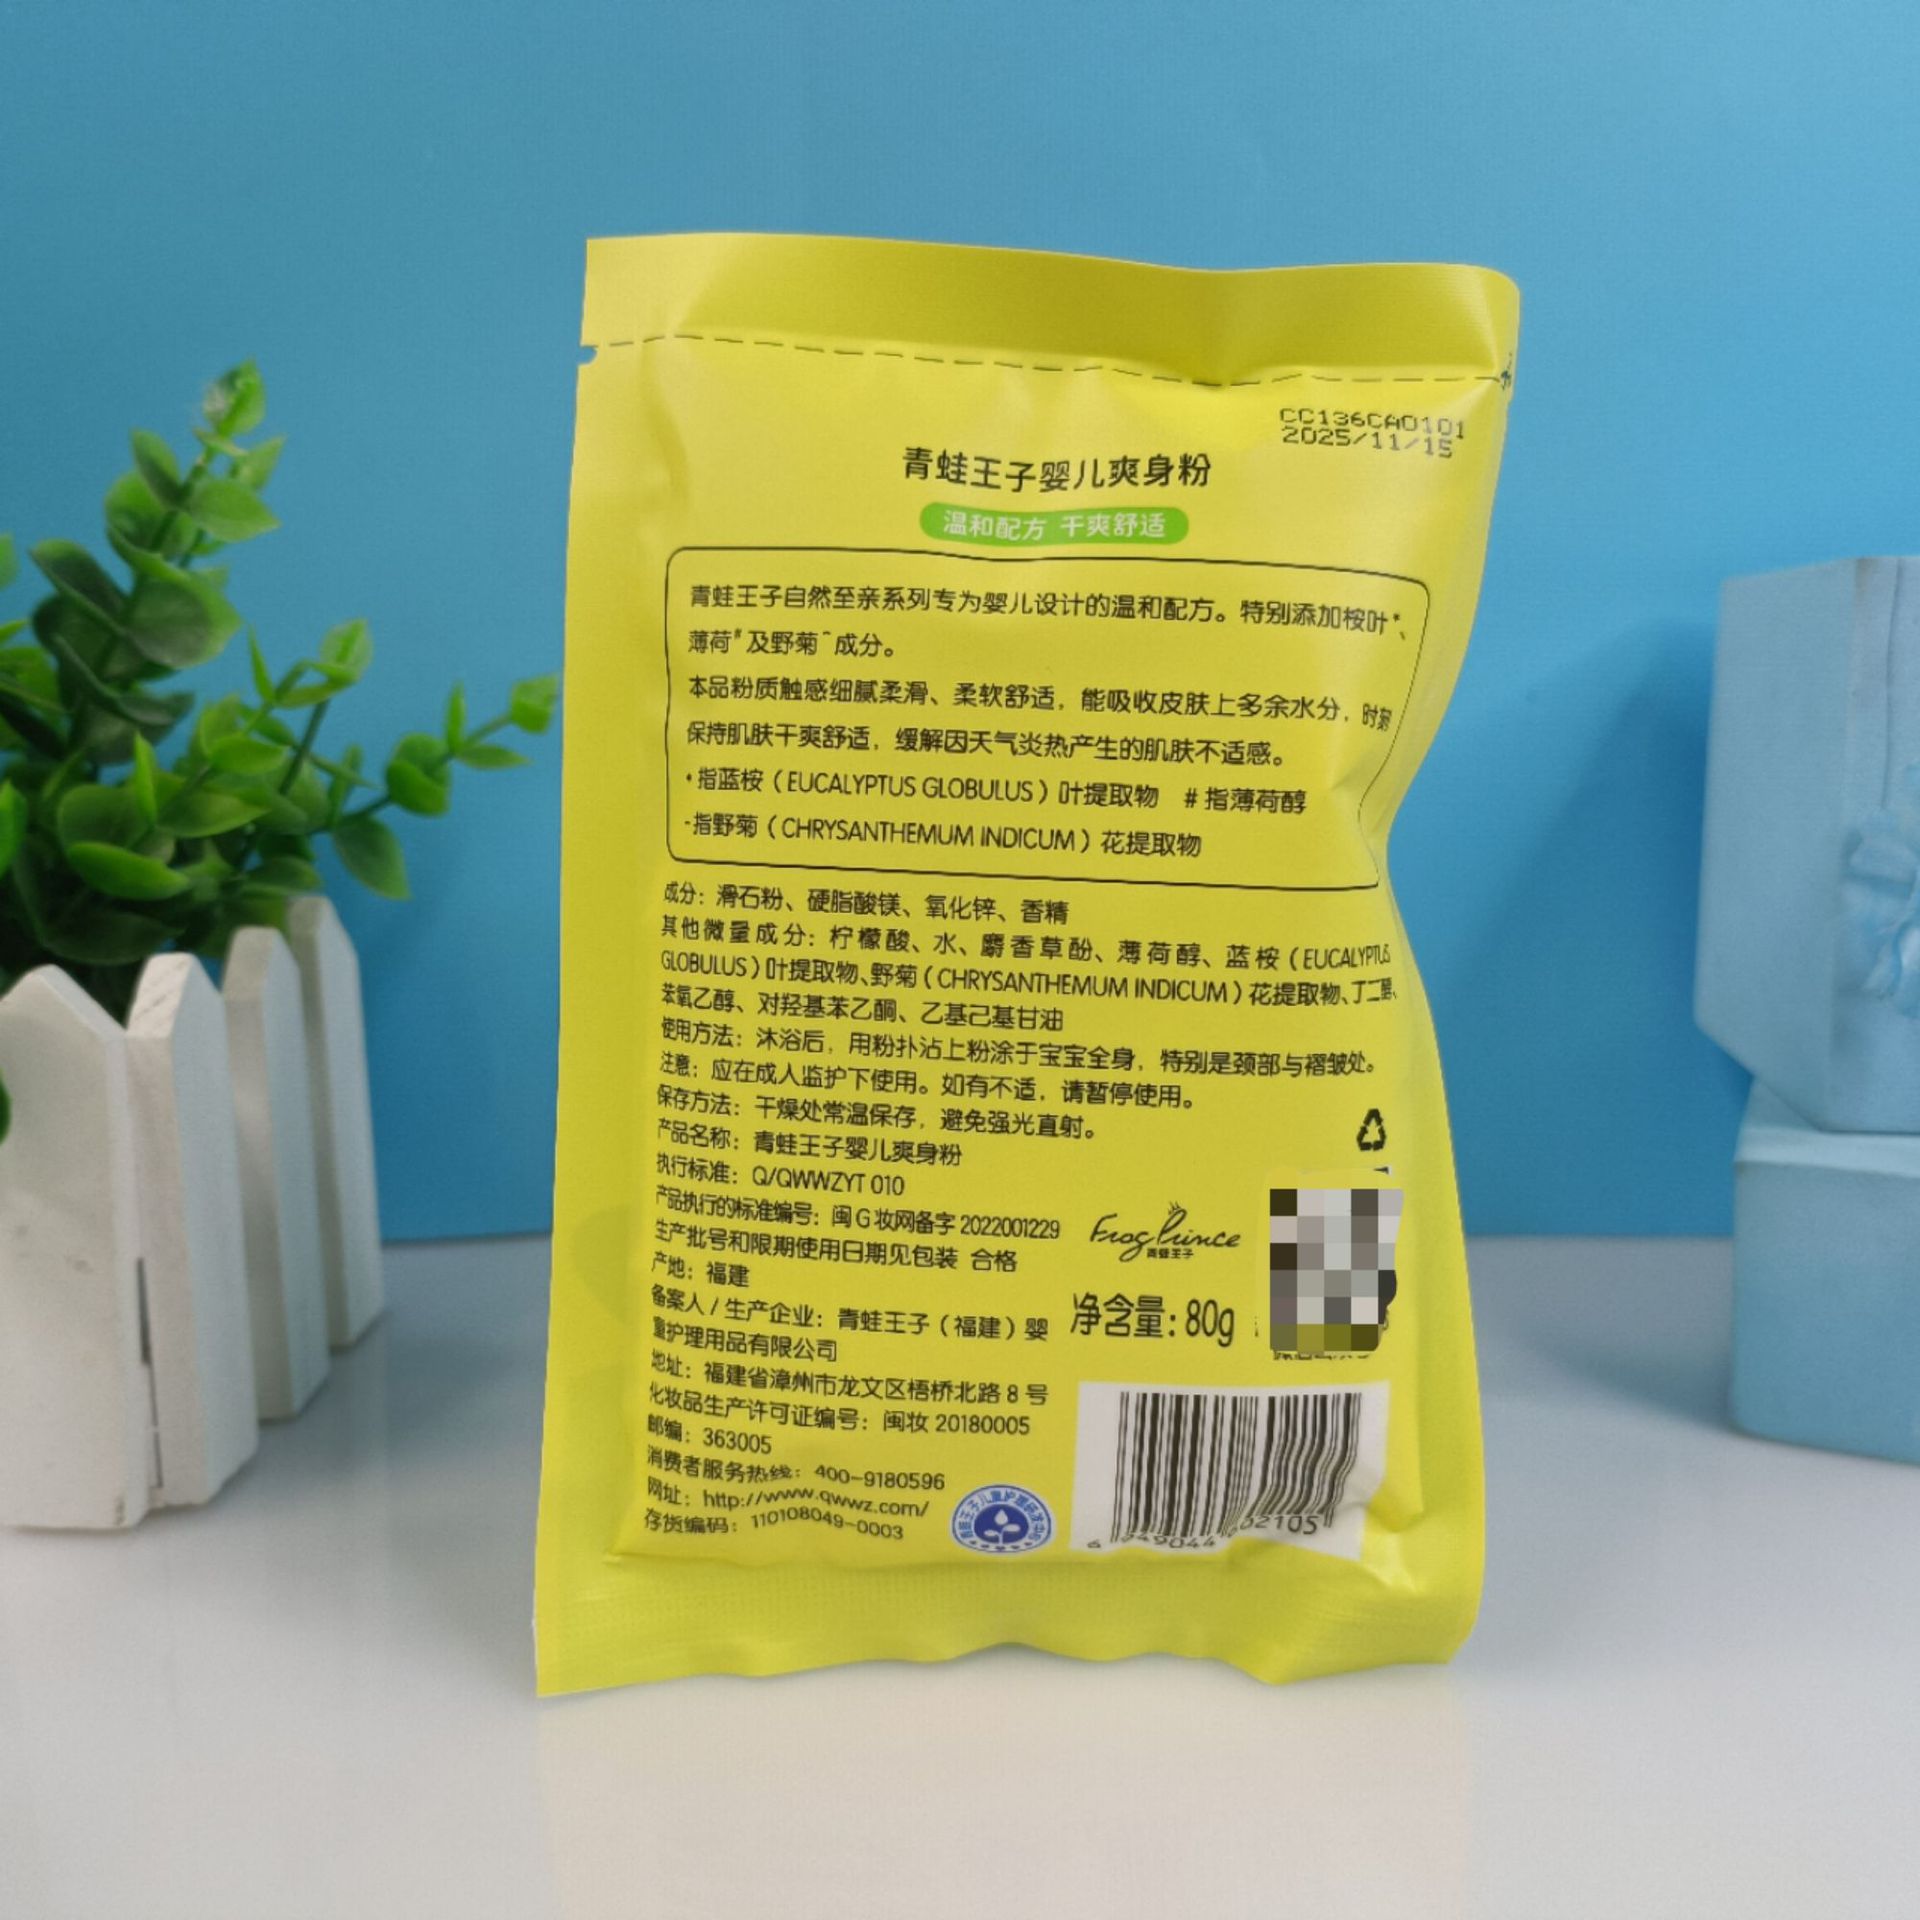 CC136CA0101
2025/11/15
青蛙王子婴儿爽身粉
温和配方 干爽舒适
青蛙王子自然至亲系列专为婴儿设计的温和配方。特别添加桉叶*、
薄荷#及野菊~成分。
本品粉质触感细腻柔滑、柔软舒适，能吸收皮肤上多余水分，时刻
保持肌肤干爽舒适，缓解因天气炎热产生的肌肤不适感。
*指蓝桉（EUCALYPTUS GLOBULUS）叶提取物 #指薄荷醇
~指野菊（CHRYSANTHEMUM INDICUM）花提取物
成分：滑石粉、硬脂酸镁、氧化锌、香精
其他微量成分：柠檬酸、水、麝香草酚、薄荷醇、蓝桉（EUCALYPTUS
GLOBULUS）叶提取物、野菊（CHRYSANTHEMUM INDICUM）花提取物、丁二醇、
苯氧乙醇、对羟基苯乙酮、乙基己基甘油
使用方法：沐浴后，用粉扑沾上粉涂于宝宝全身，特别是颈部与褶皱处。
注意：应在成人监护下使用。如有不适，请暂停使用。
保存方法：干燥处常温保存，避免强光直射。
产品名称：青蛙王子婴儿爽身粉
执行标准：Q/QWWZYT 010
产品执行的标准编号：闽G妆网备字2022001229
生产批号和限期使用日期见包装 合格
产地：福建
备案人/生产企业：青蛙王子（福建）婴
童护理用品有限公司
地址：福建省漳州市龙文区梧桥北路8号
化妆品生产许可证编号：闽妆20180005
邮编：363005
消费者服务热线：400-9180596
网址：http://www.qwwz.com/
存货编码：110108049-0003
Frog Prince
青蛙王子
净含量：80g
青蛙王子儿童护理研发中心